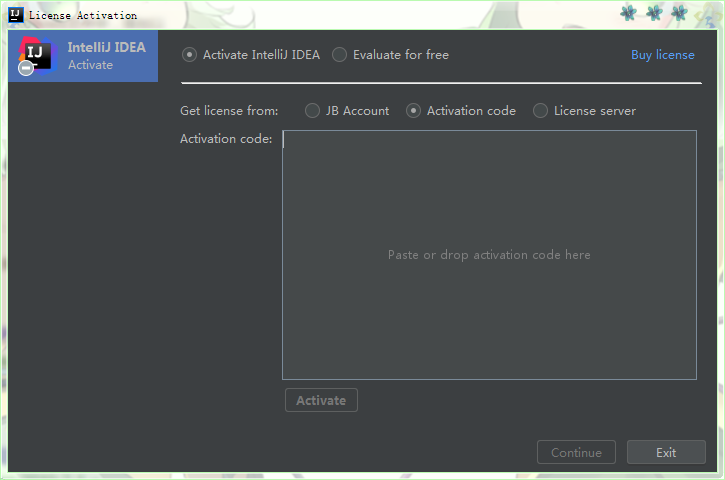 License Activation
IJ
IntelliJ IDEA
Activate
Activate IntelliJ IDEA Evaluate for free Buy license
Get license from: JB Account Activation code License server
Activation code:
Paste or drop activation code here
Activate
Continue Exit